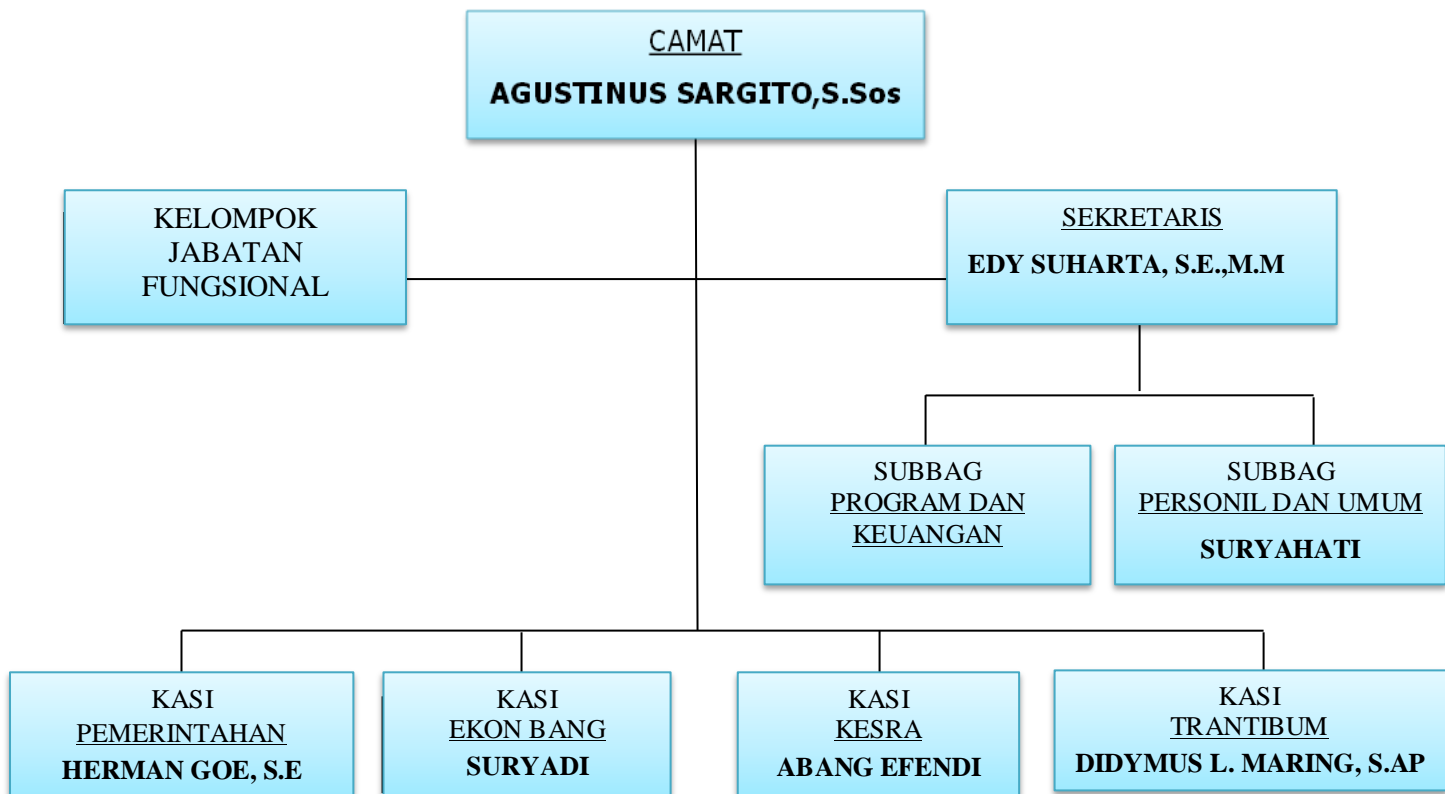 CAMAT
AGUSTINUS SARGITO,S.Sos
KELOMPOK
JABATAN
FUNGSIONAL
SEKRETARIS
EDY SUHARTA, S.E.,M.M
SUBBAG
PROGRAM DAN
KEUANGAN
SUBBAG
PERSONIL DAN UMUM
SURYAHATI
KASI
PEMERINTAHAN
HERMAN GOE, S.E
KASI
EKON BANG
SURYADI
KASI
KESRA
ABANG EFENDI
KASI
TRANTIBUM
DIDYMUS L. MARING, S.AP